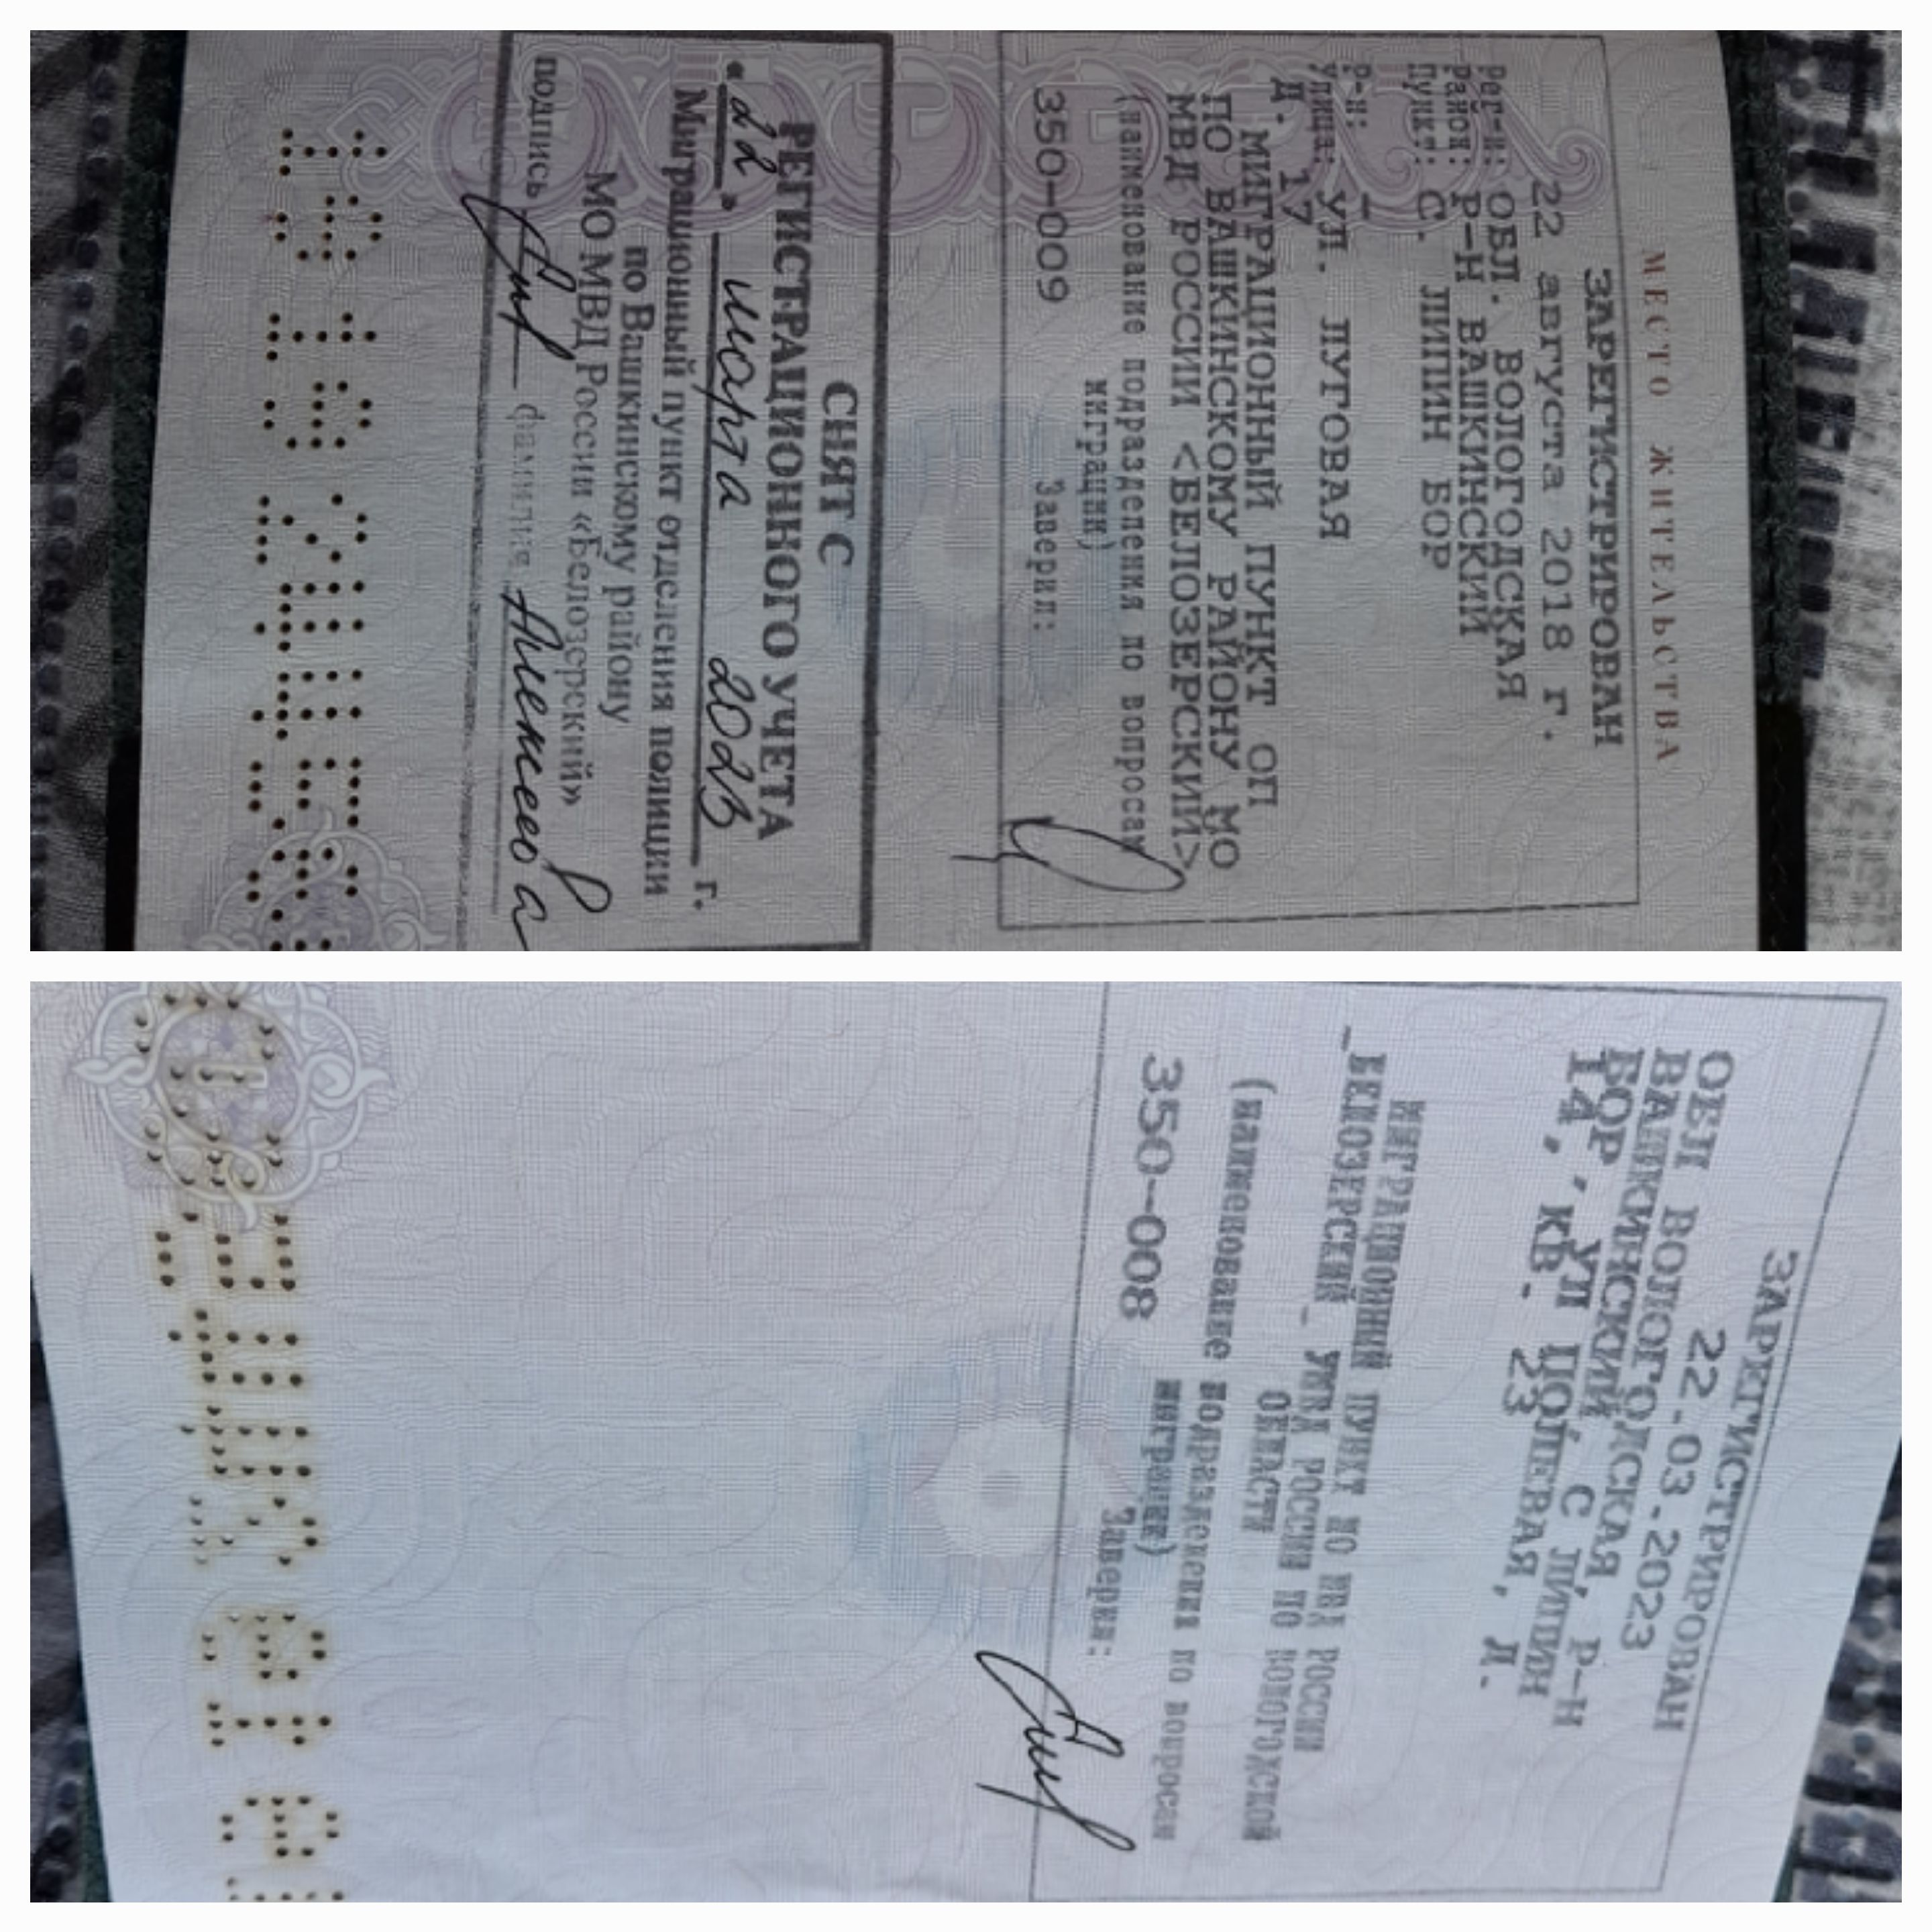 МЕСТО ЖИТЕЛЬСТВА
ЗАРЕГИСТРИРОВАН
22 августа 2018 г.
Рег-н: ОБЛ. ВОЛОГОДСКАЯ
Район: Р-Н ВАШКИНСКИЙ
Пункт: С. ЛИПИН БОР
Р-н: –
Улица: УЛ. ЛУГОВАЯ
Д. 17
МИГРАЦИОННЫЙ ПУНКТ ОП
ПО ВАШКИНСКОМУ РАЙОНУ МО
МВД РОССИИ <БЕЛОЗЕРСКИЙ>
(наименование подразделения по вопросам
миграции)
350-009 Заверил:
СНЯТ С
РЕГИСТРАЦИОННОГО УЧЕТА
«22» марта 2023 г.
Миграционный пункт отделения полиции
по Вашкинскому району
МО МВД России «Белозерский»
подпись фамилия
ЗАРЕГИСТРИРОВАН
22.03.2023
ОБЛ ВОЛОГОДСКАЯ, Р-Н
ВАШКИНСКИЙ, С ЛИПИН
БОР, УЛ ПОЛЕВАЯ, Д.
14, , КВ. 23
МИГРАЦИОННЫЙ ПУНКТ МО МВД РОССИИ
_БЕЛОЗЕРСКИЙ_ УМВД РОССИИ ПО ВОЛОГОДСКОЙ
ОБЛАСТИ
(наименование подразделения по вопросам
миграции)
350-008 Заверил: